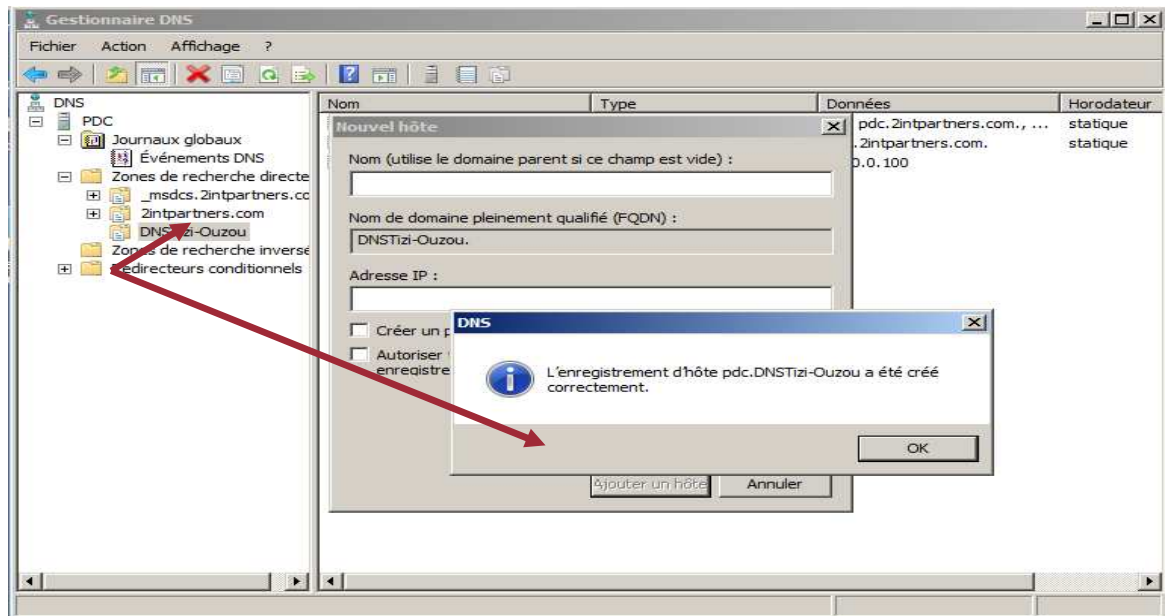 Gestionnaire DNS
Fichier Action Affichage ?
DNS
PDC
Journaux globaux
Événements DNS
Zones de recherche directe
_msdcs.2intpartners.co
2intpartners.com
DNSTizi-Ouzou
Zones de recherche inversé
Redirecteurs conditionnels
Nom Type Données Horodateur
pdc.2intpartners.com., ... statique
.2intpartners.com. statique
0.0.100
Nouvel hôte
Nom (utilise le domaine parent si ce champ est vide) :
Nom de domaine pleinement qualifié (FQDN) :
DNSTizi-Ouzou.
Adresse IP :
Créer un
Autoriser
enregistre
DNS
L'enregistrement d'hôte pdc.DNSTizi-Ouzou a été créé
correctement.
OK
Ajouter un hôte Annuler